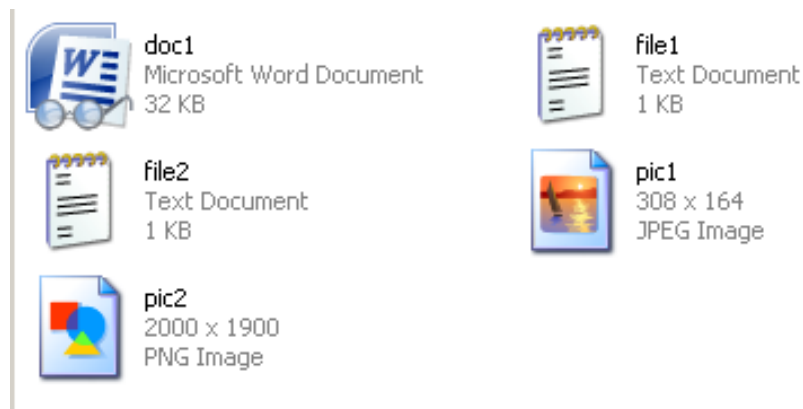 doc1
Microsoft Word Document
32 KB
file1
Text Document
1 KB
file2
Text Document
1 KB
pic1
308 x 164
JPEG Image
pic2
2000 x 1900
PNG Image